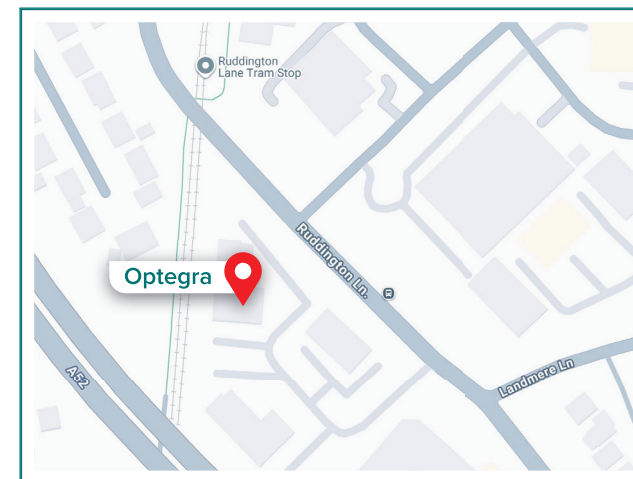 Ruddington
Lane Tram Stop
Ruddington Ln.
Optegra
Landmere Ln
A52